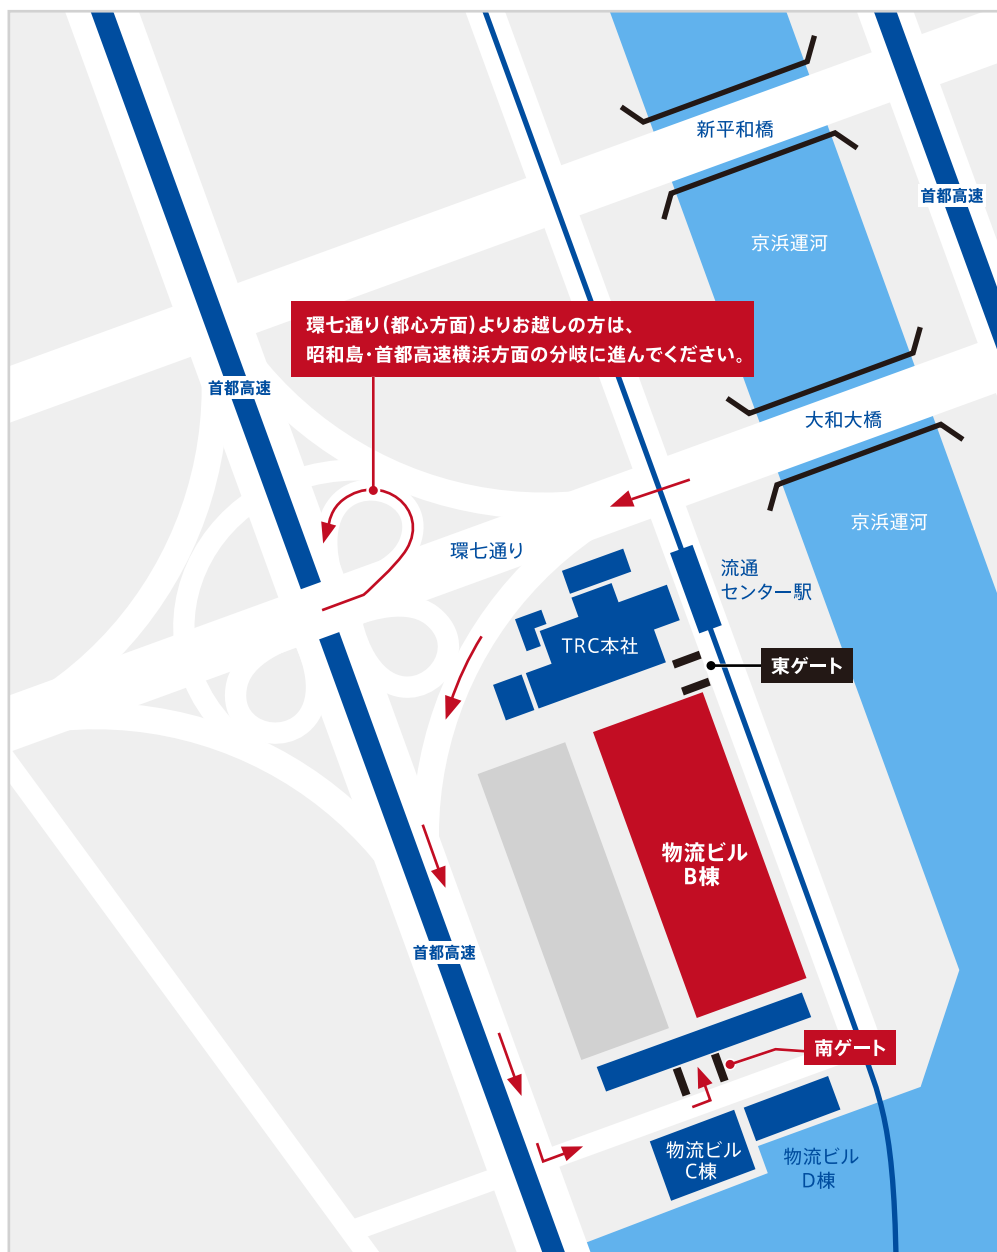 新平和橋
首都高速
京浜運河
環七通り(都心方面)よりお越しの方は、
昭和島・首都高速横浜方面の分岐に進んでください。
首都高速
大和大橋
京浜運河
環七通り
流通
センター駅
TRC本社
東ゲート
物流ビル
B棟
首都高速
南ゲート
物流ビル
C棟
物流ビル
D棟